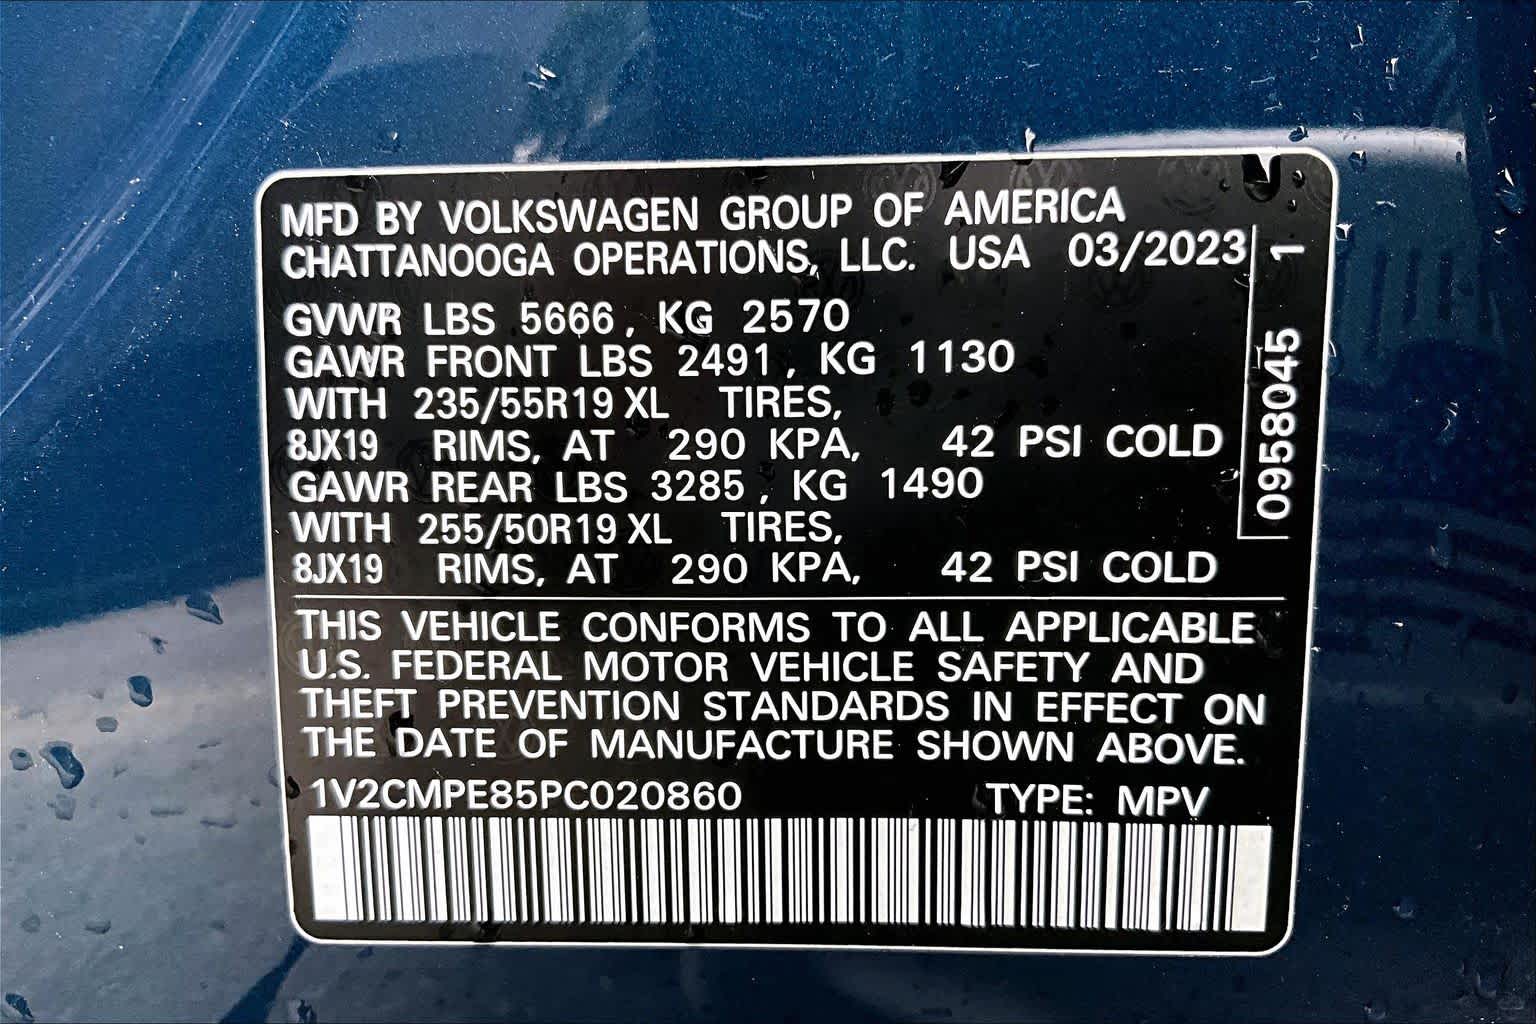 MFD BY VOLKSWAGEN GROUP OF AMERICA
CHATTANOOGA OPERATIONS, LLC. USA 03/2023
GVWR LBS 5666, KG 2570
GAWR FRONT LBS 2491, KG 1130
WITH 235/55R19 XL TIRES,
8JX19 RIMS, AT 290 KPA, 42 PSI COLD
GAWR REAR LBS 3285, KG 1490
WITH 255/50R19 XL TIRES,
8JX19 RIMS, AT 290 KPA, 42 PSI COLD
0958045 1
THIS VEHICLE CONFORMS TO ALL APPLICABLE
U.S. FEDERAL MOTOR VEHICLE SAFETY AND
THEFT PREVENTION STANDARDS IN EFFECT ON
THE DATE OF MANUFACTURE SHOWN ABOVE.
1V2CMPE85PC020860 TYPE: MPV